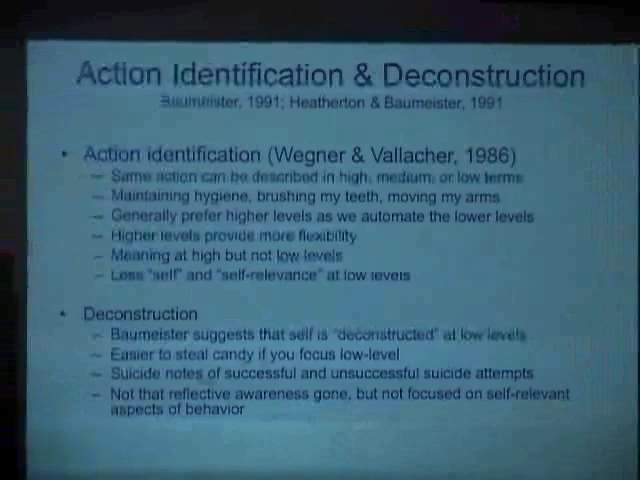 Action Identification & Deconstruction
Baumeister, 1991; Heatherton & Baumeister, 1991
• Action identification (Wegner & Vallacher, 1986)
– Same action can be described in high, medium, or low terms
– Maintaining hygiene, brushing my teeth, moving my arms
– Generally prefer higher levels as we automate the lower levels
– Higher levels provide more flexibility
– Meaning at high but not low levels
– Less "self" and "self-relevance" at low levels
• Deconstruction
– Baumeister suggests that self is "deconstructed" at low levels
– Easier to steal candy if you focus low-level
– Suicide notes of successful and unsuccessful suicide attempts
– Not that reflective awareness gone, but not focused on self-relevant
aspects of behavior